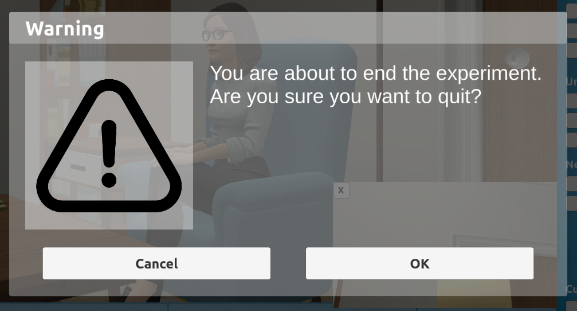 Warning
You are about to end the experiment.
Are you sure you want to quit?
x
Cancel
OK